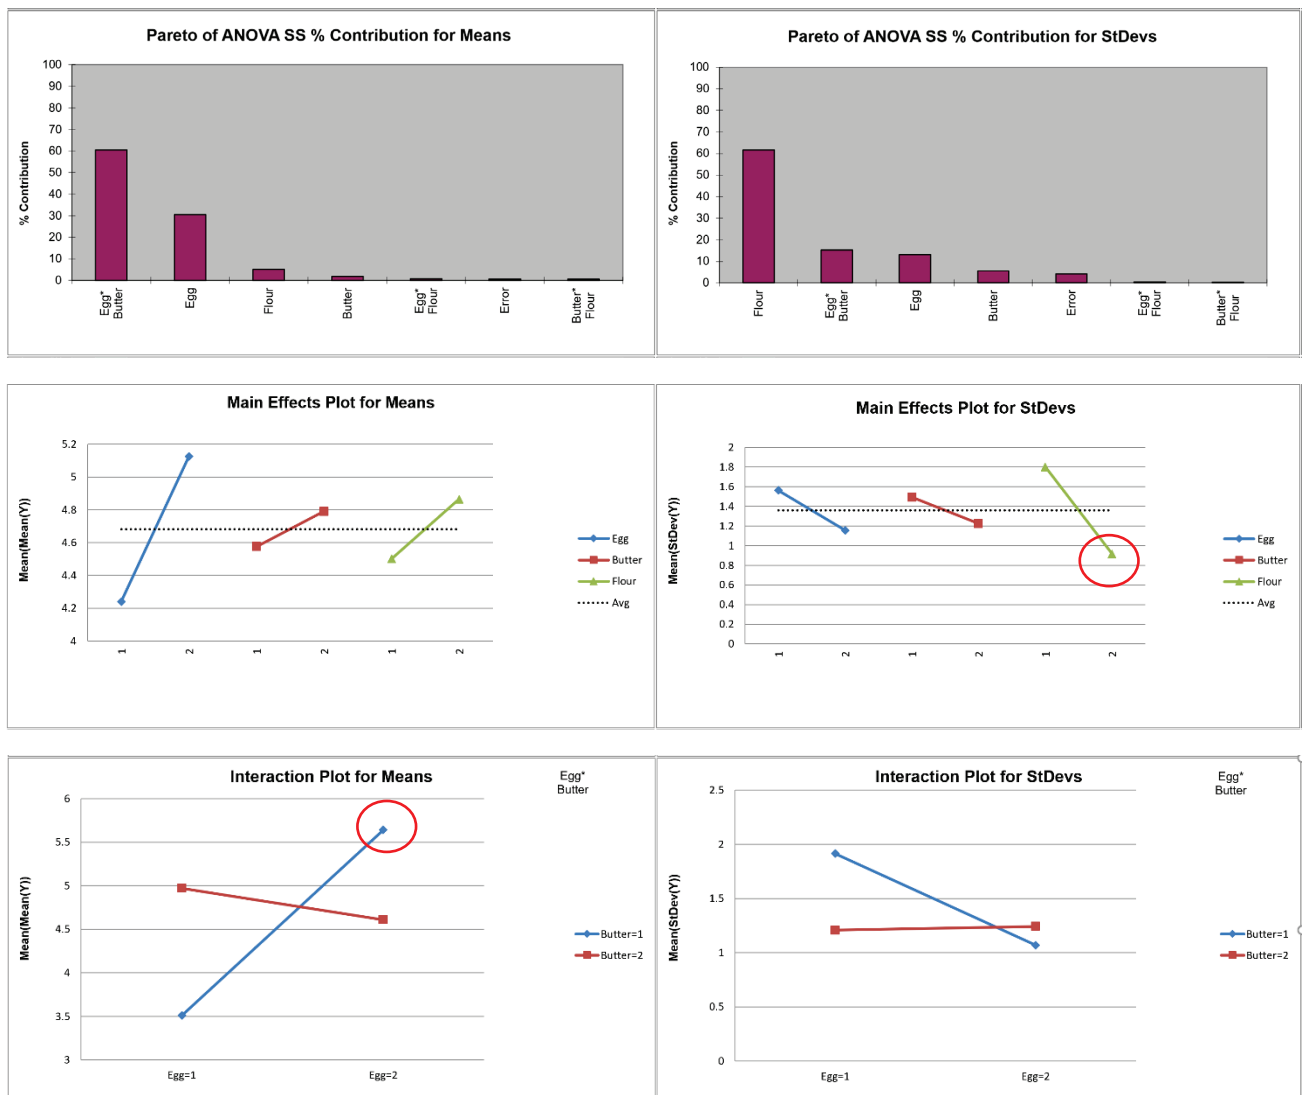 Pareto of ANOVA SS % Contribution for Means
% Contribution
100
90
80
70
60
50
40
30
20
10
0
Egg*
Butter
Egg
Flour
Butter
Egg*
Flour
Error
Butter*
Flour
Pareto of ANOVA SS % Contribution for StDevs
% Contribution
100
90
80
70
60
50
40
30
20
10
0
Flour
Egg*
Butter
Egg
Butter
Error
Egg*
Flour
Butter*
Flour
Main Effects Plot for Means
Mean(Mean(Y))
5.2
5
4.8
4.6
4.4
4.2
4
1
2
1
2
1
2
Egg
Butter
Flour
Avg
Main Effects Plot for StDevs
Mean(StDev(Y))
2
1.8
1.6
1.4
1.2
1
0.8
0.6
0.4
0.2
0
1
2
1
2
1
2
Egg
Butter
Flour
Avg
Interaction Plot for Means
Egg*
Butter
Mean(Mean(Y))
6
5.5
5
4.5
4
3.5
3
Egg=1
Egg=2
Butter=1
Butter=2
Interaction Plot for StDevs
Egg*
Butter
Mean(StDev(Y))
2.5
2
1.5
1
0.5
0
Egg=1
Egg=2
Butter=1
Butter=2